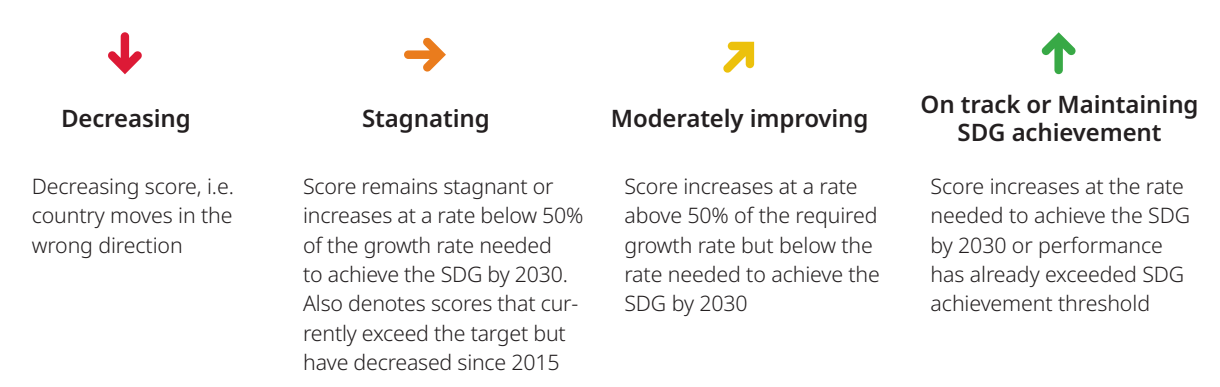 Decreasing
Decreasing score, i.e.
country moves in the
wrong direction
Stagnating
Score remains stagnant or
increases at a rate below 50%
of the growth rate needed
to achieve the SDG by 2030.
Also denotes scores that cur-
rently exceed the target but
have decreased since 2015
Moderately improving
Score increases at a rate
above 50% of the required
growth rate but below the
rate needed to achieve the
SDG by 2030
On track or Maintaining
SDG achievement
Score increases at the rate
needed to achieve the SDG
by 2030 or performance
has already exceeded SDG
achievement threshold